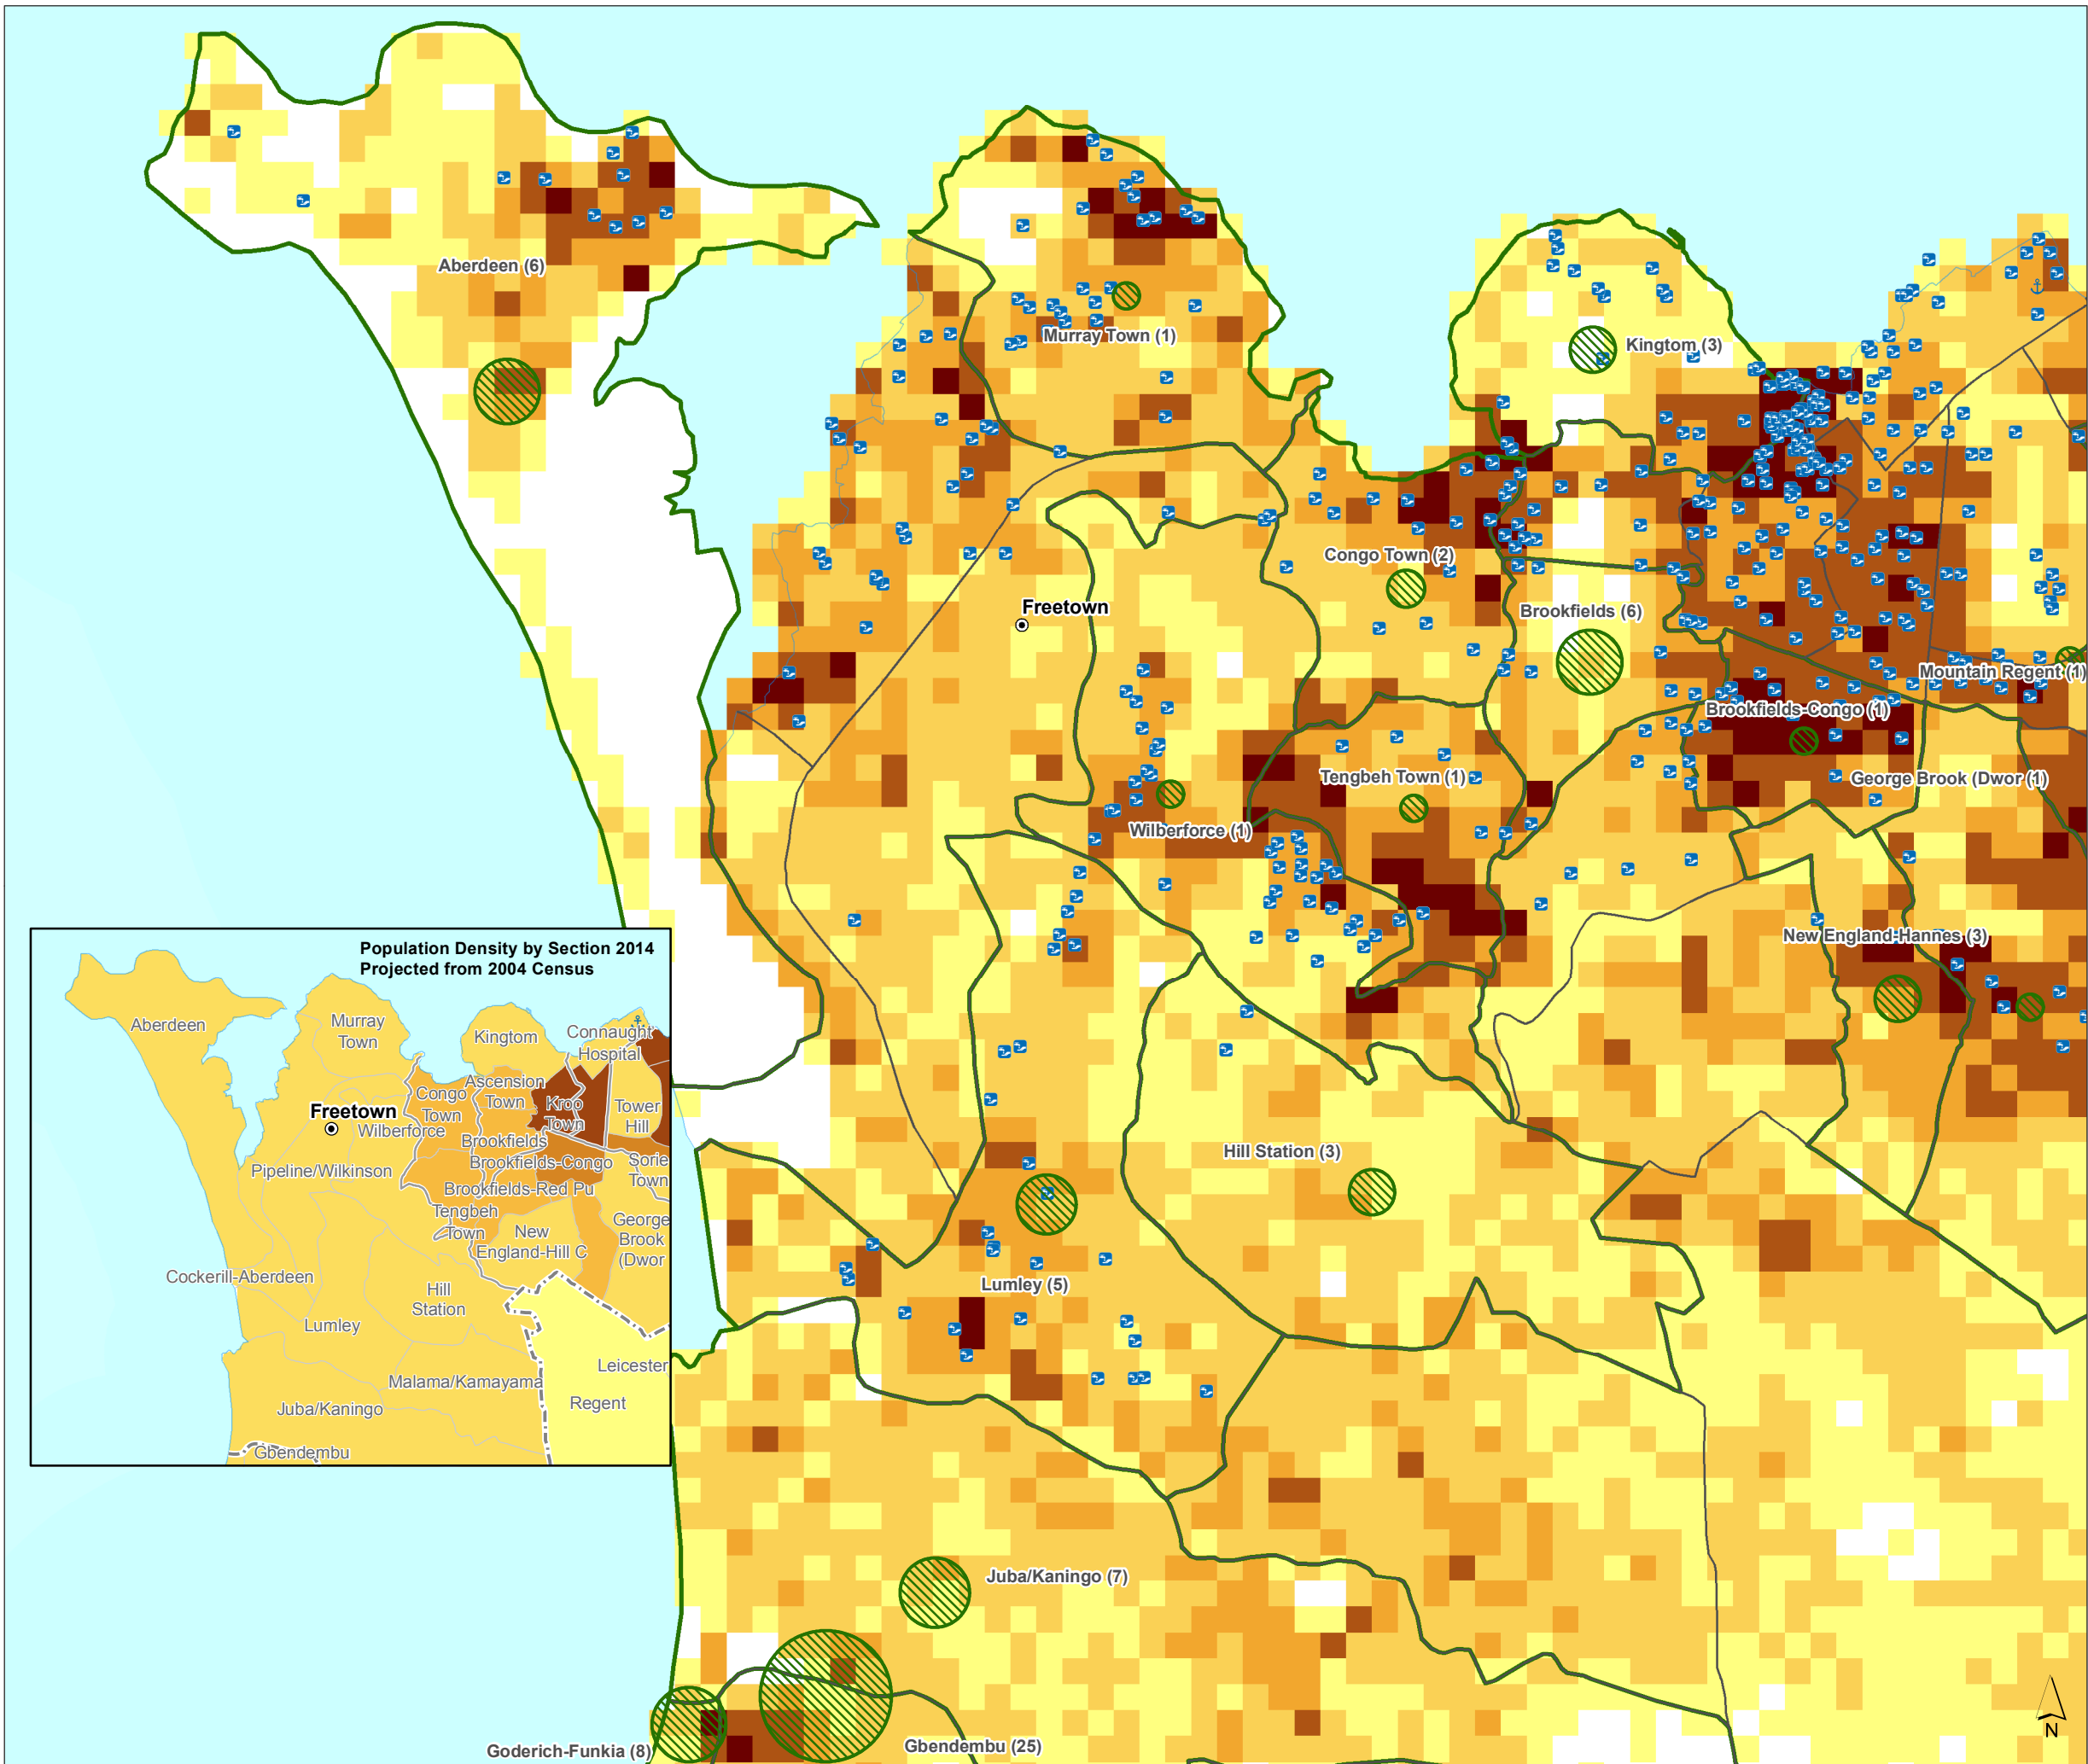 Aberdeen (6)
Murray Town (1)
Kingtom (3)
Congo Town (2)
Freetown
Brookfields (6)
Mountain Regent (1)
Brookfields-Congo (1)
Tengbeh Town (1)
George Brook (Dwor (1)
Wilberforce (1)
New England-Hannes (3)
Hill Station (3)
Lumley (5)
Juba/Kaningo (7)
Goderich-Funkia (8)
Gbendembu (25)
N
Population Density by Section 2014
Projected from 2004 Census
Aberdeen
Murray
Town
Kingtom
Connaught
Hospital
Ascension
Town
Congo
Town
Kroo
Town
Tower
Hill
Freetown
Wilberforce
Brookfields
Pipeline/Wilkinson
Brookfields-Congo
Sorie
Town
Brookfields-Red Pu
Tengbeh
Town
New
England-Hill C
George
Brook
(Dwor
Cockerill-Aberdeen
Hill
Station
Lumley
Leicester
Malama/Kamayama
Regent
Juba/Kaningo
Gbendembu